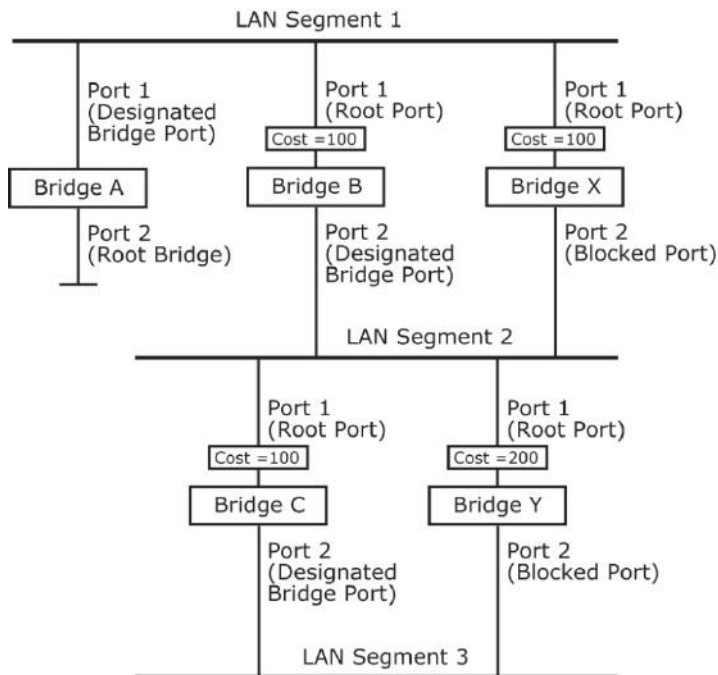 LAN Segment 1
Port 1
(Designated
Bridge Port)
Port 1
(Root Port)
Port 1
(Root Port)
Cost =100
Cost =100
Bridge A
Bridge B
Bridge X
Port 2
(Root Bridge)
Port 2
(Designated
Bridge Port)
Port 2
(Blocked Port)
LAN Segment 2
Port 1
(Root Port)
Port 1
(Root Port)
Cost =100
Cost =200
Bridge C
Bridge Y
Port 2
(Designated
Bridge Port)
Port 2
(Blocked Port)
LAN Segment 3